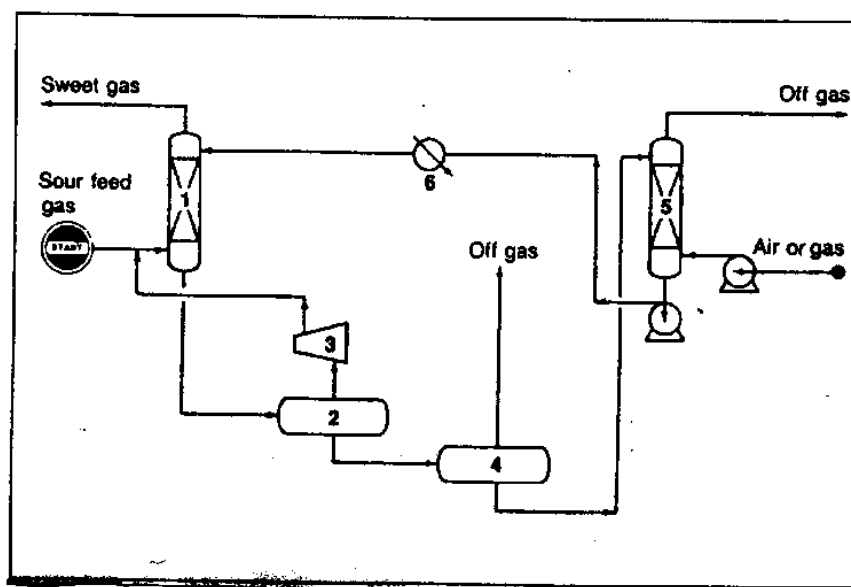 Sweet gas
Off gas
Sour feed
gas
START
1
6
5
Off gas
Air or gas
3
2
4